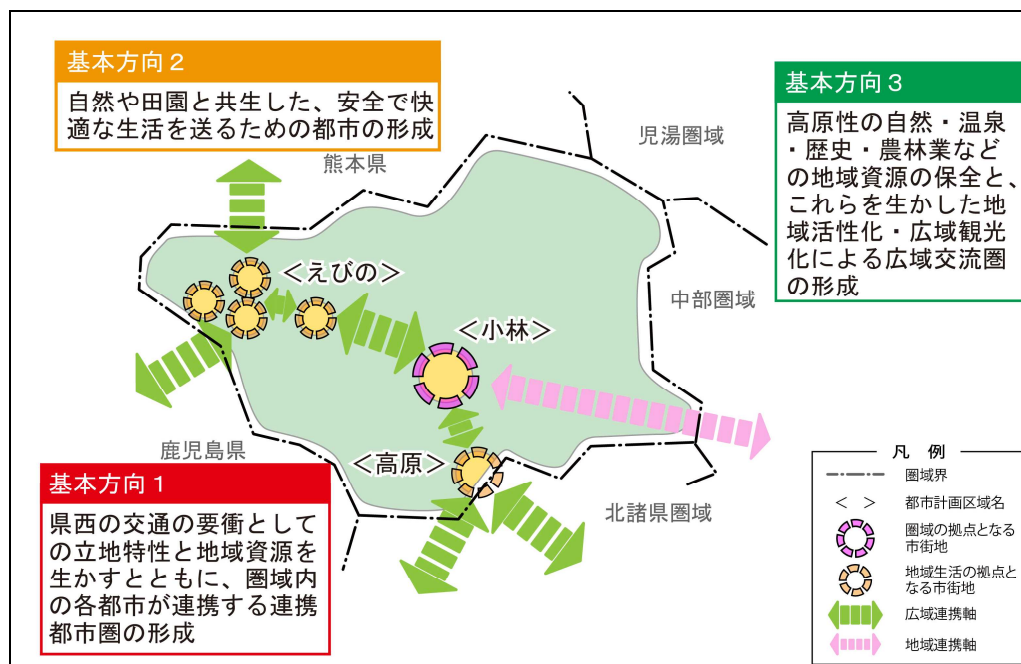 基本方向2
自然や田園と共生した、安全で快
適な生活を送るための都市の形成
基本方向3
高原性の自然・温泉
・歴史・農林業など
の地域資源の保全と、
これらを生かした地
域活性化・広域観光
化による広域交流圏
の形成
児湯圏域
熊本県
<えびの>
中部圏域
<小林>
鹿児島県
<高原>
北諸県圏域
基本方向1
県西の交通の要衝として
の立地特性と地域資源を
生かすとともに、圏域内
の各都市が連携する連携
都市圏の形成
凡例
圏域界
< > 都市計画区域名
圏域の拠点となる
市街地
地域生活の拠点と
なる市街地
広域連携軸
地域連携軸